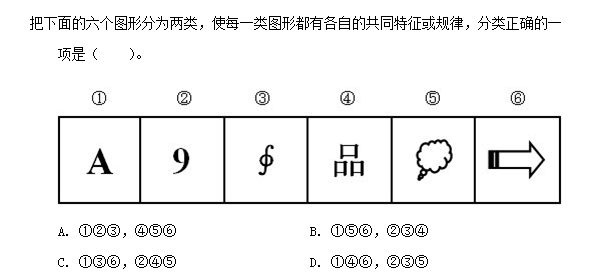 把下面的六个图形分为两类，使每一类图形都有各自的共同特征或规律，分类正确的一
项是（　　）。
① ② ③ ④ ⑤ ⑥
A 9 ∮ 品
A. ①②③，④⑤⑥ B. ①⑤⑥，②③④
C. ①③⑥，②④⑤ D. ①④⑥，②③⑤